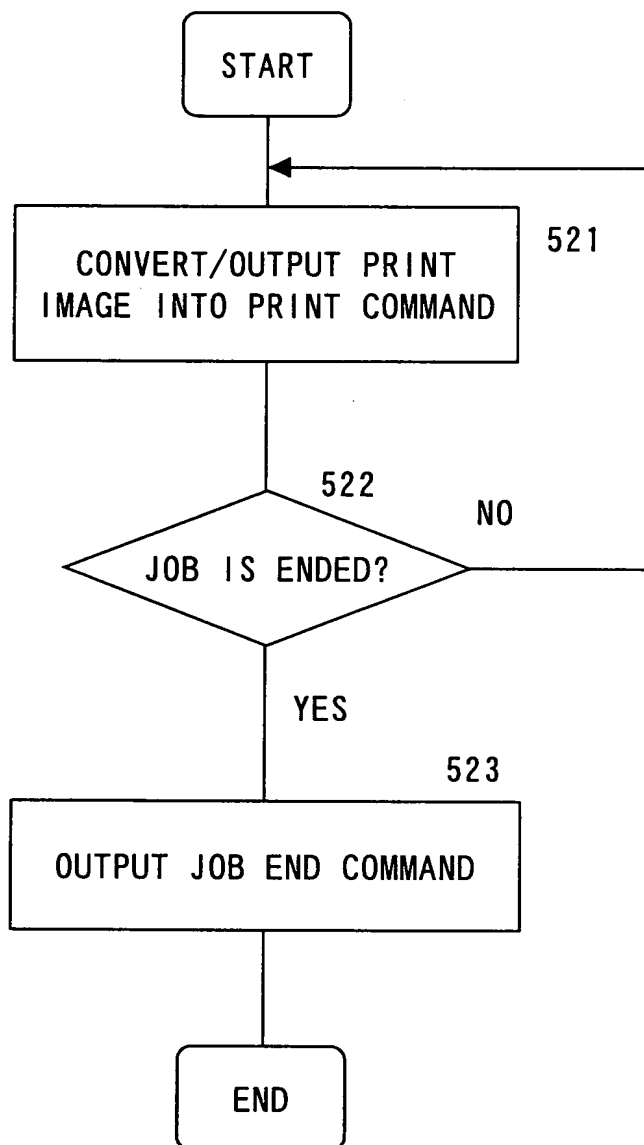 START
521
CONVERT/OUTPUT PRINT
IMAGE INTO PRINT COMMAND
522
NO
JOB IS ENDED?
YES
523
OUTPUT JOB END COMMAND
END